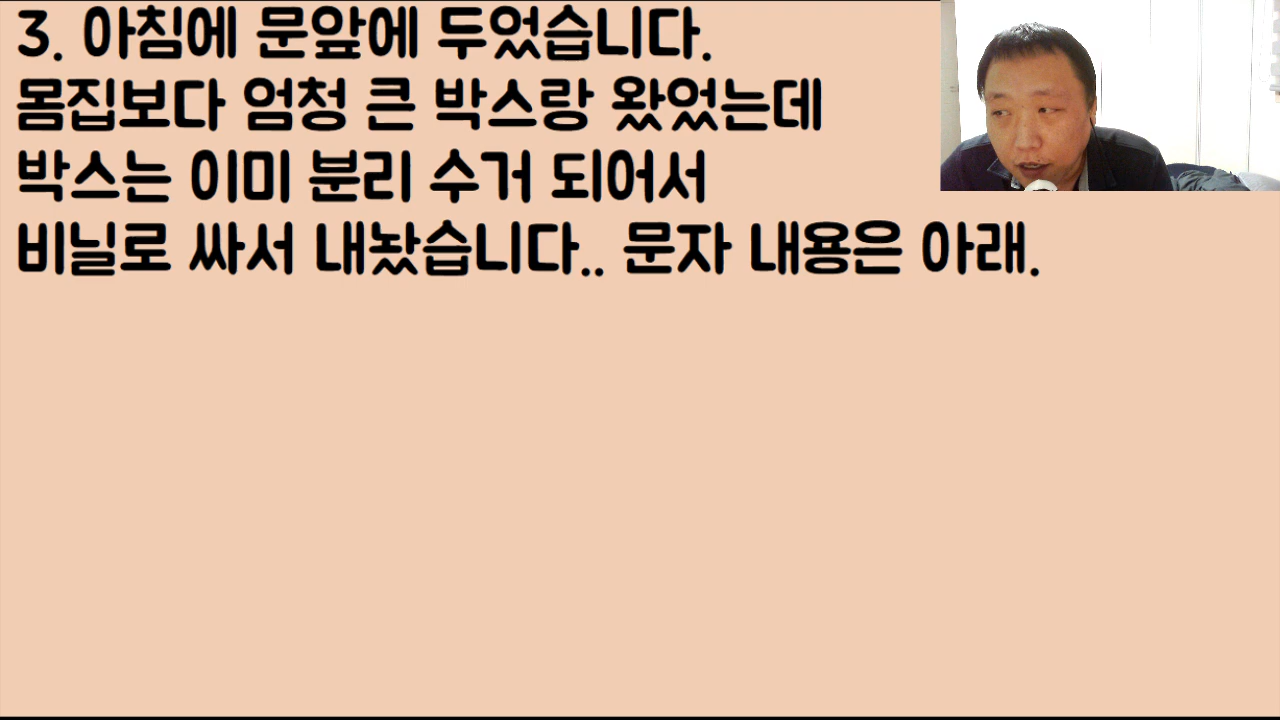 3. 아침에 문앞에 두었습니다.
몸집보다 엄청 큰 박스랑 왔었는데
박스는 이미 분리 수거 되어서
비닐로 싸서 내놨습니다.. 문자 내용은 아래.